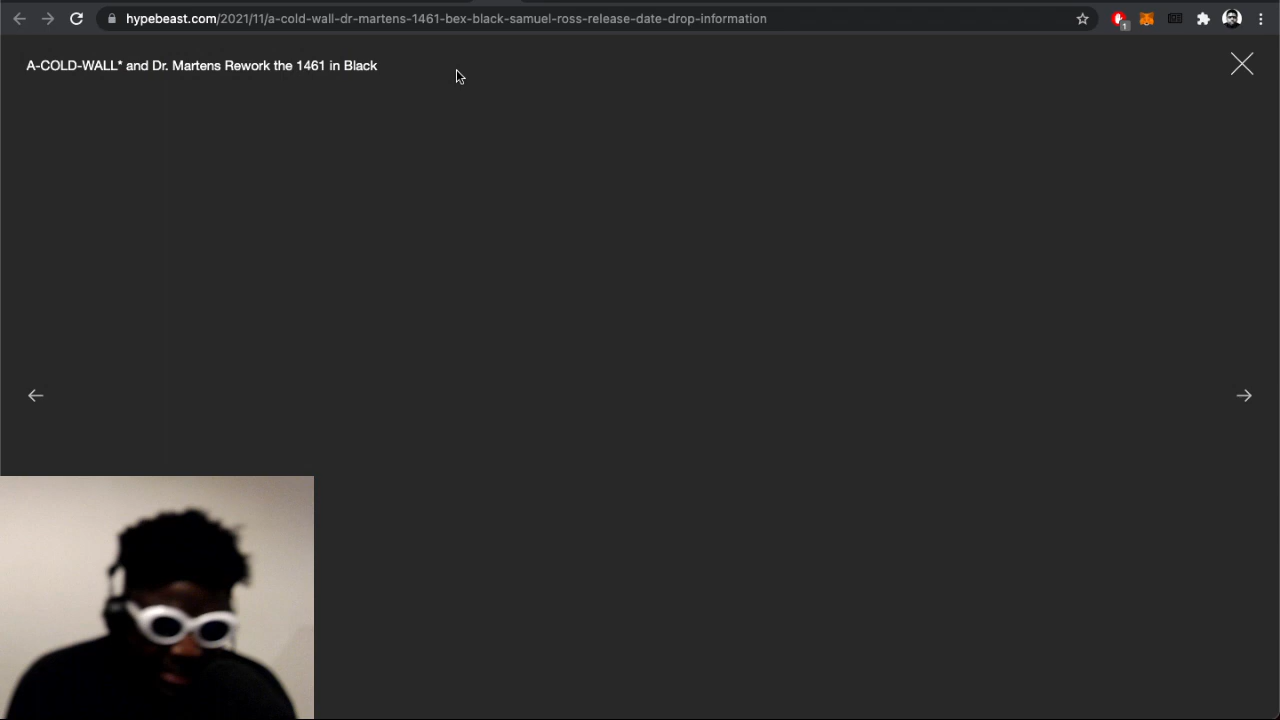 hypebeast.com/2021/11/a-cold-wall-dr-martens-1461-bex-black-samuel-ross-release-date-drop-information
1
A-COLD-WALL* and Dr. Martens Rework the 1461 in Black